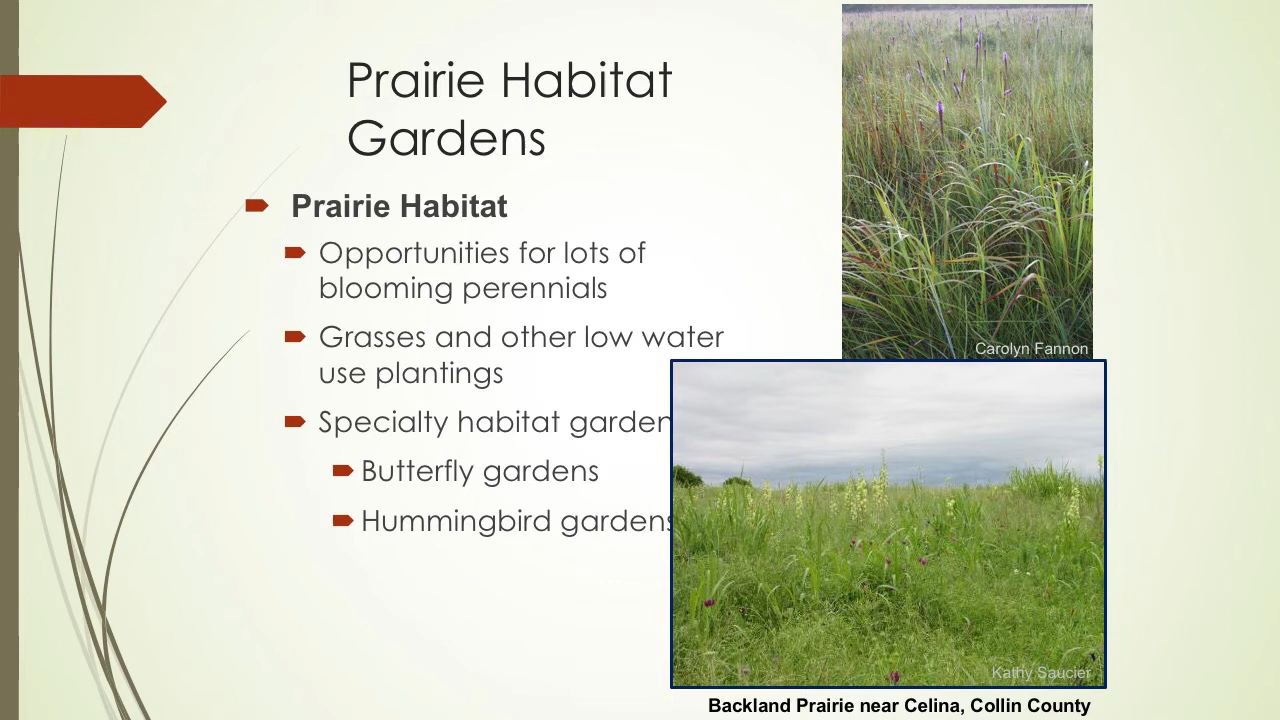 Prairie Habitat
Gardens
Prairie Habitat
Opportunities for lots of
blooming perennials
Grasses and other low water
use plantings
Specialty habitat garden
Butterfly gardens
Hummingbird gardens
Carolyn Fannon
Kathy Saucier
Backland Prairie near Celina, Collin County